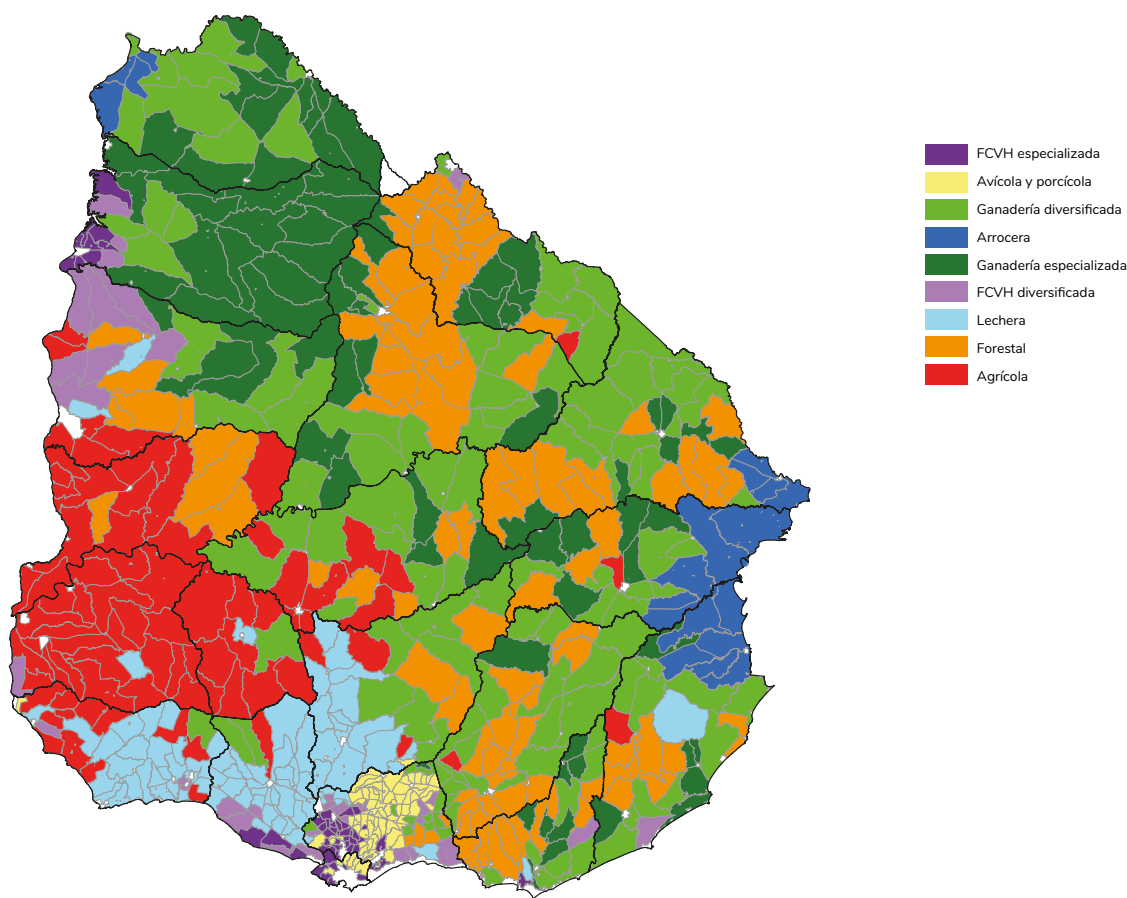 FCVH especializada
Avícola y porcícola
Ganadería diversificada
Arrocera
Ganadería especializada
FCVH diversificada
Lechera
Forestal
Agrícola